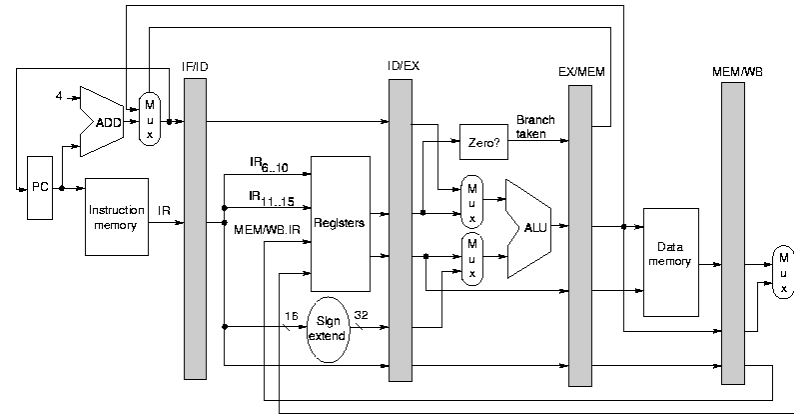 IF/ID
ID/EX
EX/MEM
MEM/WB
4
ADD
M
u
x
Branch
taken
Zero?
PC
Instruction
memory
IR
IR6..10
IR11..15
MEM/WB.IR
Registers
M
u
x
M
u
x
ALU
Data
memory
M
u
x
16
Sign
extend
32